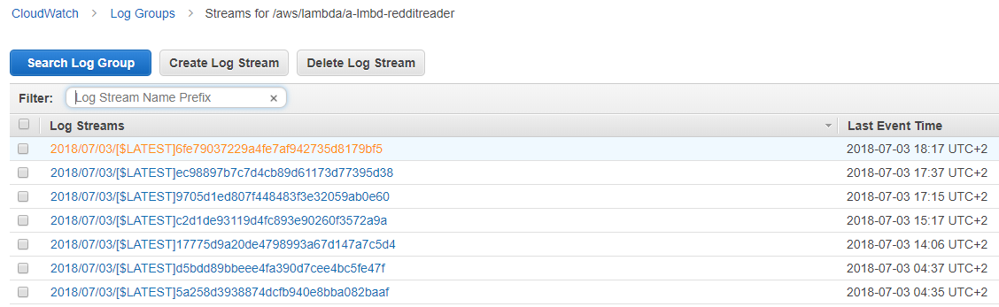 CloudWatch > Log Groups > Streams for /aws/lambda/a-lmbd-redditreader
Search Log Group Create Log Stream Delete Log Stream
Filter: Log Stream Name Prefix ×
Log Streams Last Event Time
2018/07/03/[$LATEST]6fe79037229a4fe7af942735d8179bf5 2018-07-03 18:17 UTC+2
2018/07/03/[$LATEST]ec98897b7c7d4cb89d61173d77395d38 2018-07-03 17:37 UTC+2
2018/07/03/[$LATEST]9705d1ed807f448483f3e32059ab0e60 2018-07-03 17:15 UTC+2
2018/07/03/[$LATEST]c2d1de93119d4fc893e90260f3572a9a 2018-07-03 15:17 UTC+2
2018/07/03/[$LATEST]17775d9a20de4798993a67d147a7c5d4 2018-07-03 14:06 UTC+2
2018/07/03/[$LATEST]d5bdd89bbeee4fa390d7cee4bc5fe47f 2018-07-03 04:37 UTC+2
2018/07/03/[$LATEST]5a258d3938874dcfb940e8bba082baaf 2018-07-03 04:35 UTC+2